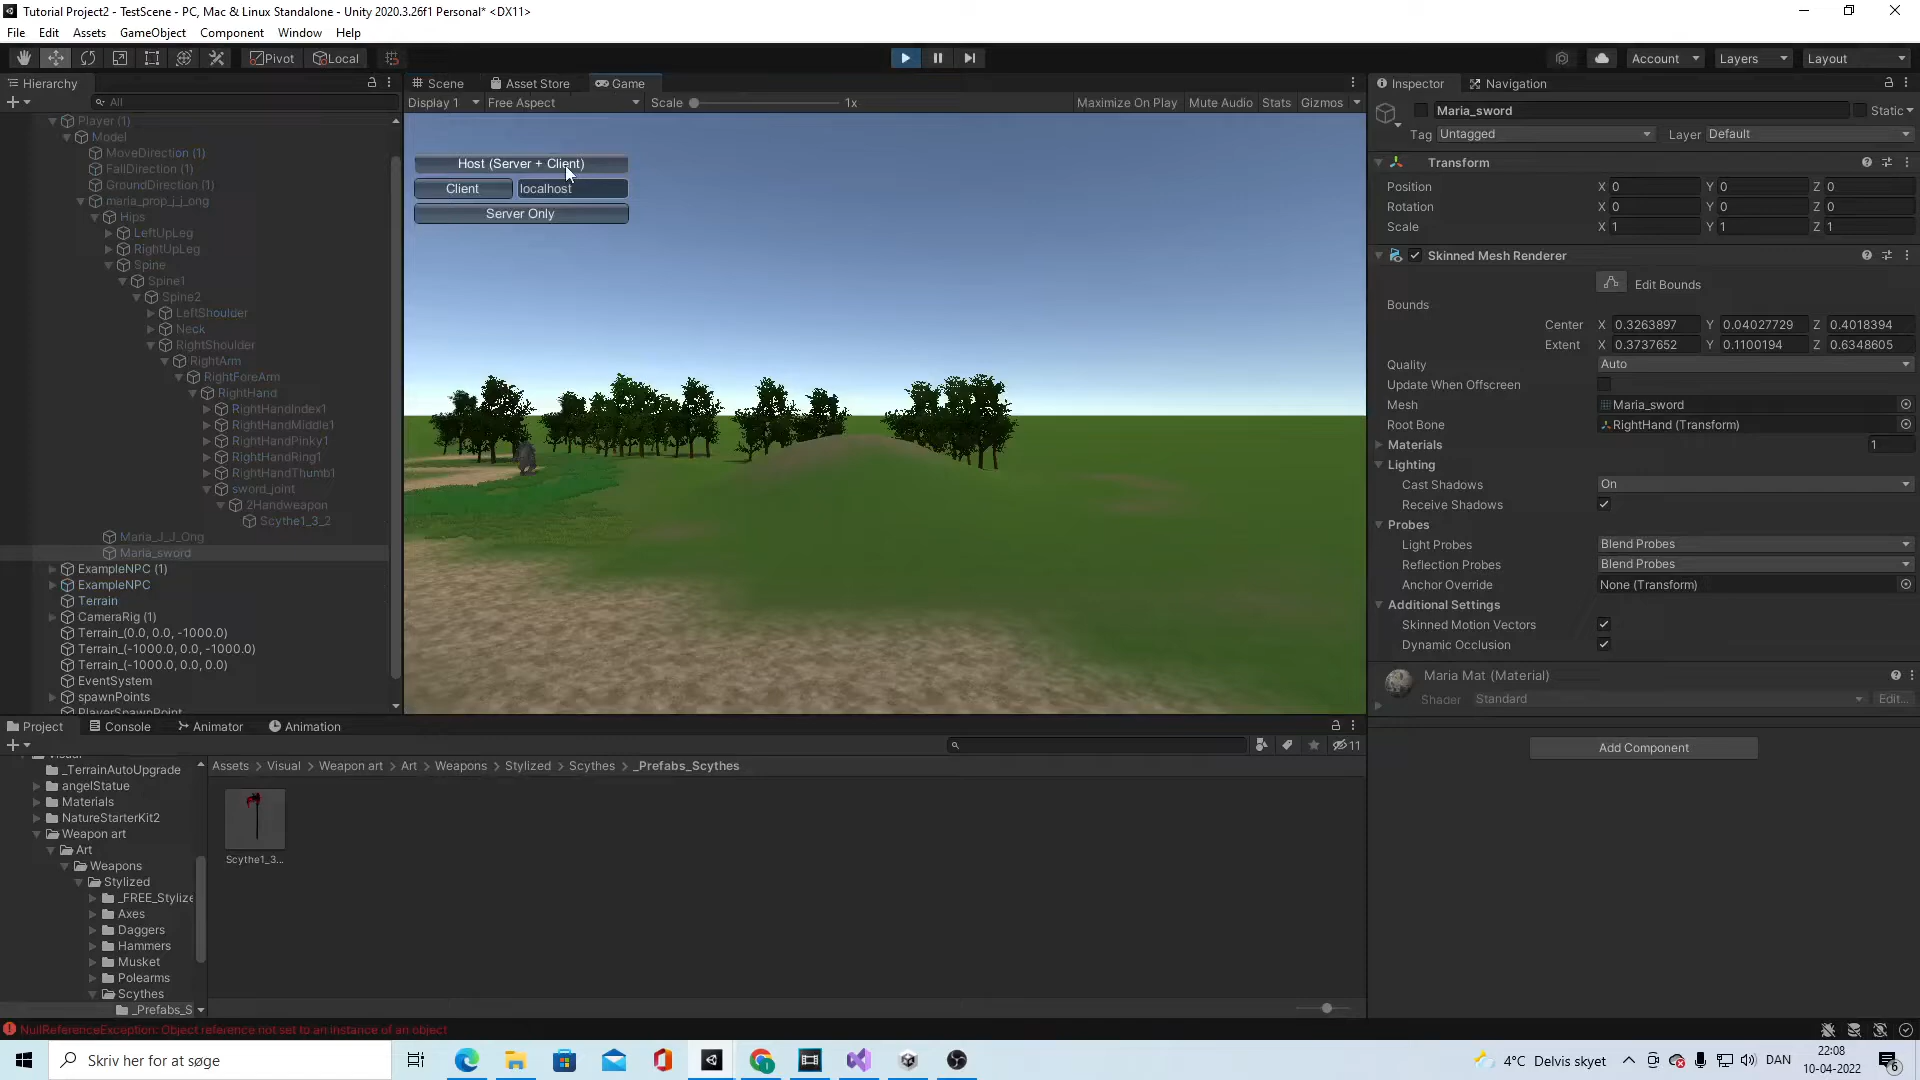 Tutorial Project2 - TestScene - PC, Mac & Linux Standalone - Unity 2020.3.26f1 Personal* <DX11>
File Edit Assets GameObject Component Window Help
Pivot Local Account Layers Layout
Hierarchy
All
Player (1)
Model
MoveDirection (1)
FallDirection (1)
GroundDirection (1)
maria_prop_j_j_ong
Hips
LeftUpLeg
RightUpLeg
Spine
Spine1
Spine2
LeftShoulder
Neck
RightShoulder
RightArm
RightForeArm
RightHand
RightHandIndex1
RightHandMiddle1
RightHandPinky1
RightHandRing1
RightHandThumb1
sword_joint
2Handweapon
Scythe1_3_2
Maria_J_J_Ong
Maria_sword
ExampleNPC (1)
ExampleNPC
Terrain
CameraRig (1)
Terrain_(0.0, 0.0, -1000.0)
Terrain_(-1000.0, 0.0, -1000.0)
Terrain_(-1000.0, 0.0, 0.0)
EventSystem
spawnPoints
PlayerSpawnPoint
Scene Asset Store Game
Display 1 Free Aspect Scale 1x Maximize On Play Mute Audio Stats Gizmos
Host (Server + Client)
Client localhost
Server Only
Inspector Navigation
Maria_sword Static
Tag Untagged Layer Default
Transform
Position X 0 Y 0 Z 0
Rotation X 0 Y 0 Z 0
Scale X 1 Y 1 Z 1
Skinned Mesh Renderer
Edit Bounds
Bounds
Center X 0.3263897 Y 0.04027729 Z 0.4018394
Extent X 0.3737652 Y 0.1100194 Z 0.6348605
Quality Auto
Update When Offscreen
Mesh Maria_sword
Root Bone RightHand (Transform)
Materials 1
Lighting
Cast Shadows On
Receive Shadows
Probes
Light Probes Blend Probes
Reflection Probes Blend Probes
Anchor Override None (Transform)
Additional Settings
Skinned Motion Vectors
Dynamic Occlusion
Maria Mat (Material)
Shader Standard Edit...
Add Component
Project Console Animator Animation
11
_TerrainAutoUpgrade
angelStatue
Materials
NatureStarterKit2
Weapon art
Art
Weapons
Stylized
_FREE_Stylize
Axes
Daggers
Hammers
Musket
Polearms
Scythes
_Prefabs_S
Assets > Visual > Weapon art > Art > Weapons > Stylized > Scythes > _Prefabs_Scythes
Scythe1_3...
NullReferenceException: Object reference not set to an instance of an object
Skriv her for at søge
4°C Delvis skyet
DAN
22:08
10-04-2022
6